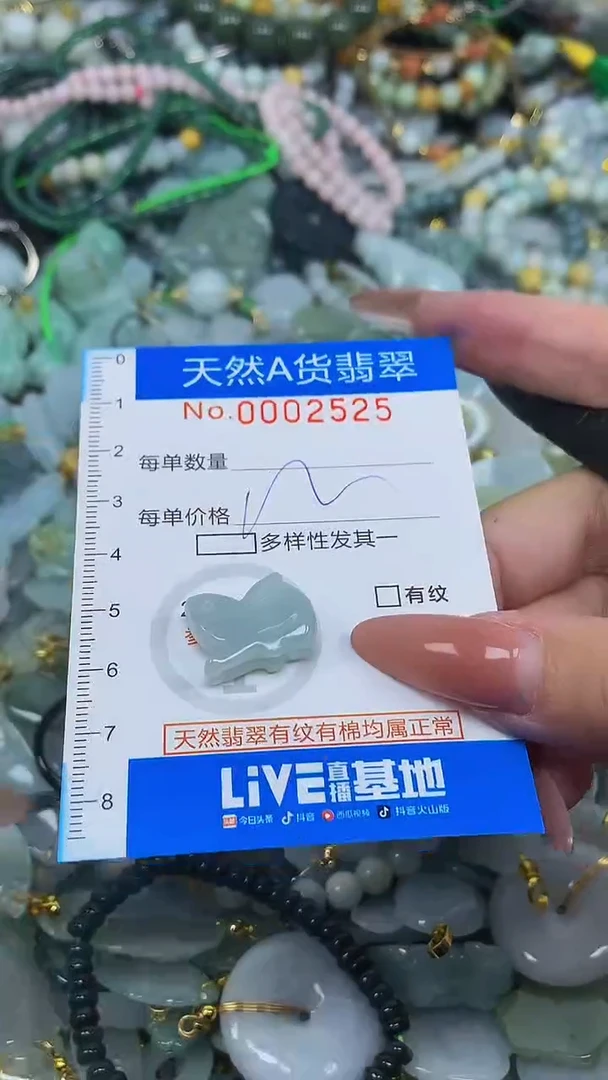 天然A货翡翠
No.0002525
每单数量
每单价格
多样性发其一
有纹
天然翡翠有纹有棉均属正常
LiVE直播基地
今日头条 抖音 西瓜视频 抖音火山版
0
1
2
3
4
5
6
7
8